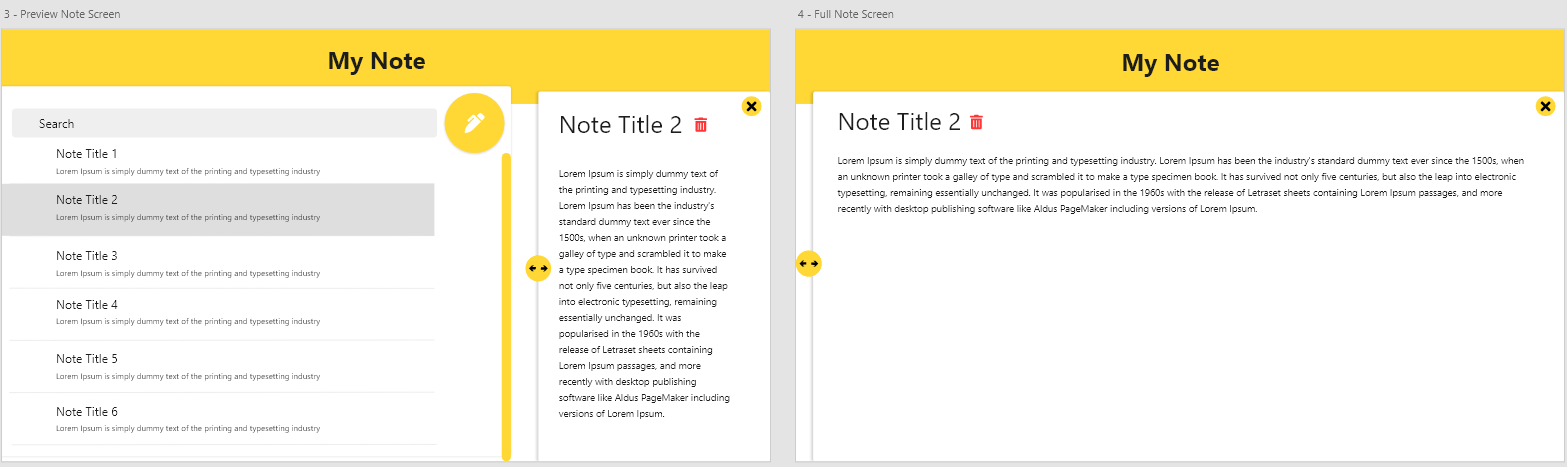 3 - Preview Note Screen
My Note
Search
Note Title 1
Lorem Ipsum is simply dummy text of the printing and typesetting industry
Note Title 2
Lorem Ipsum is simply dummy text of the printing and typesetting industry
Note Title 3
Lorem Ipsum is simply dummy text of the printing and typesetting industry
Note Title 4
Lorem Ipsum is simply dummy text of the printing and typesetting industry
Note Title 5
Lorem Ipsum is simply dummy text of the printing and typesetting industry
Note Title 6
Lorem Ipsum is simply dummy text of the printing and typesetting industry
Note Title 2
Lorem Ipsum is simply dummy text of
the printing and typesetting industry.
Lorem Ipsum has been the industry's
standard dummy text ever since the
1500s, when an unknown printer took a
galley of type and scrambled it to make
a type specimen book. It has survived
not only five centuries, but also the leap
into electronic typesetting, remaining
essentially unchanged. It was
popularised in the 1960s with the
release of Letraset sheets containing
Lorem Ipsum passages, and more
recently with desktop publishing
software like Aldus PageMaker including
versions of Lorem Ipsum.
4 - Full Note Screen
My Note
Note Title 2
Lorem Ipsum is simply dummy text of the printing and typesetting industry. Lorem Ipsum has been the industry's standard dummy text ever since the 1500s, when
an unknown printer took a galley of type and scrambled it to make a type specimen book. It has survived not only five centuries, but also the leap into electronic
typesetting, remaining essentially unchanged. It was popularised in the 1960s with the release of Letraset sheets containing Lorem Ipsum passages, and more
recently with desktop publishing software like Aldus PageMaker including versions of Lorem Ipsum.